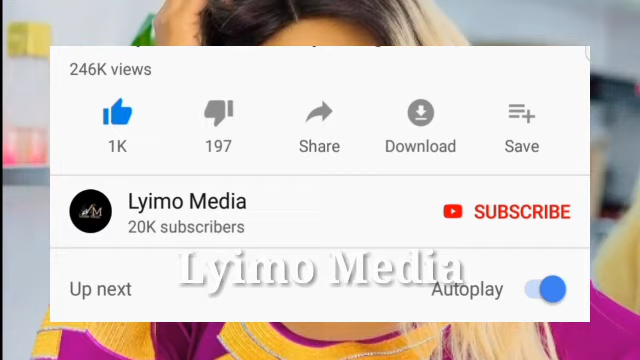 246K views
1K
197
Share
Download
Save
Lyimo Media
20K subscribers
SUBSCRIBE
Lyimo Media
Up next
Autoplay